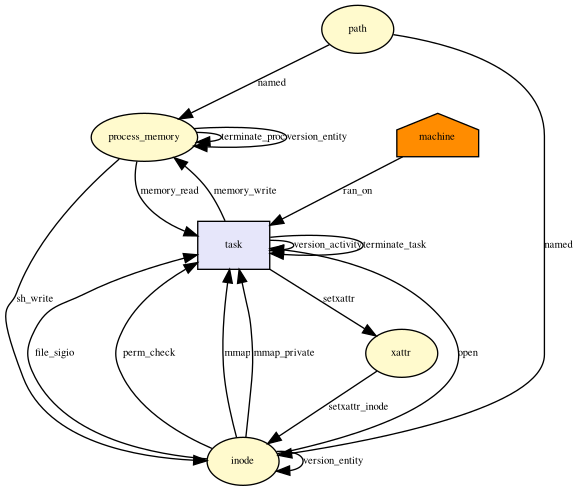 path
named
process_memory
terminate_proc
version_entity
machine
memory_read
memory_write
ran_on
task
version_activity
terminate_task
named
sh_write
setxattr
file_sigio
perm_check
mmap
mmap_private
xattr
open
setxattr_inode
inode
version_entity